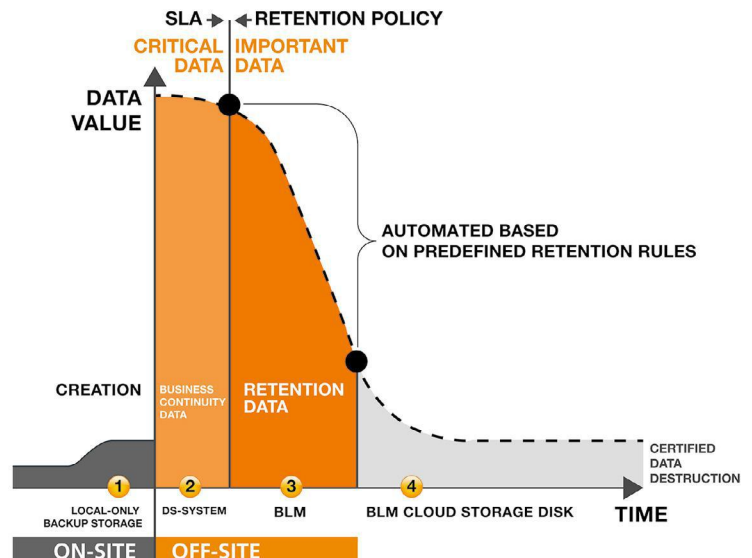 SLA
RETENTION POLICY
CRITICAL
DATA
IMPORTANT
DATA
DATA
VALUE
AUTOMATED BASED
ON PREDEFINED RETENTION RULES
CREATION
BUSINESS
CONTINUITY
DATA
RETENTION
DATA
CERTIFIED
DATA
DESTRUCTION
1
2
3
4
LOCAL-ONLY
BACKUP STORAGE
DS-SYSTEM
BLM
BLM CLOUD STORAGE DISK
TIME
ON-SITE
OFF-SITE